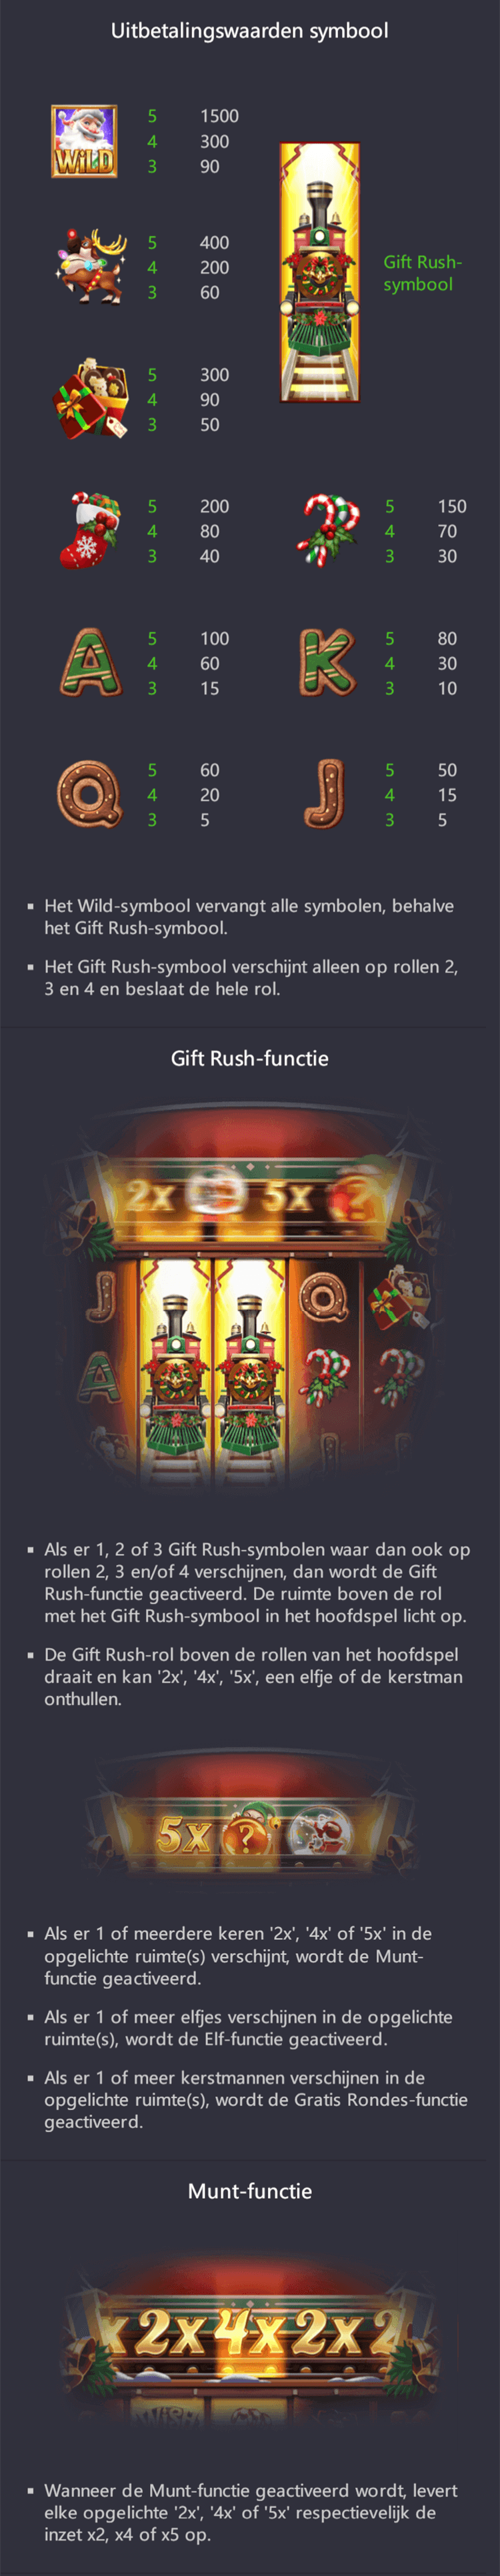 Uitbetalingswaarden symbool
WILD
5 1500
4 300
3 90
5 400
4 200
3 60
Gift Rush-
symbool
5 300
4 90
3 50
5 200
4 80
3 40
5 150
4 70
3 30
A
5 100
4 60
3 15
K
5 80
4 30
3 10
Q
5 60
4 20
3 5
J
5 50
4 15
3 5
▪ Het Wild-symbool vervangt alle symbolen, behalve
het Gift Rush-symbool.
▪ Het Gift Rush-symbool verschijnt alleen op rollen 2,
3 en 4 en beslaat de hele rol.
Gift Rush-functie
2x 5x ?
J Q
A
▪ Als er 1, 2 of 3 Gift Rush-symbolen waar dan ook op
rollen 2, 3 en/of 4 verschijnen, dan wordt de Gift
Rush-functie geactiveerd. De ruimte boven de rol
met het Gift Rush-symbool in het hoofdspel licht op.
▪ De Gift Rush-rol boven de rollen van het hoofdspel
draait en kan '2x', '4x', '5x', een elfje of de kerstman
onthullen.
5x ?
▪ Als er 1 of meerdere keren '2x', '4x' of '5x' in de
opgelichte ruimte(s) verschijnt, wordt de Munt-
functie geactiveerd.
▪ Als er 1 of meer elfjes verschijnen in de opgelichte
ruimte(s), wordt de Elf-functie geactiveerd.
▪ Als er 1 of meer kerstmannen verschijnen in de
opgelichte ruimte(s), wordt de Gratis Rondes-functie
geactiveerd.
Munt-functie
x 2x 4x 2x 2
▪ Wanneer de Munt-functie geactiveerd wordt, levert
elke opgelichte '2x', '4x' of '5x' respectievelijk de
inzet x2, x4 of x5 op.